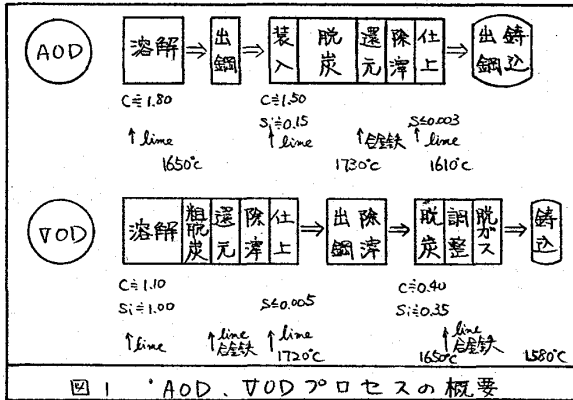 AOD
溶解 ⇒ 出鋼 ⇒ 装入 脱炭 還元 除滓 仕上 ⇒ 出鋼 鋳込
C≒1.80
C≒1.50
Si≒0.15
S≤0.003
↑ lime
↑ lime
↑ 合金鉄
↑ lime
1650℃
1730℃
1610℃
VOD
溶解 粗脱炭 還元 除滓 仕上 ⇒ 出鋼 除滓 ⇒ 脱炭 調整 脱ガス ⇒ 鋳込
C≒1.10
C≒0.40
Si≒1.00
S≤0.005
Si≒0.35
↑ lime
↑ lime 合金鉄
↑ lime
↑ lime 合金鉄
1720℃
1650℃
1580℃
図1 AOD、VODプロセスの概要